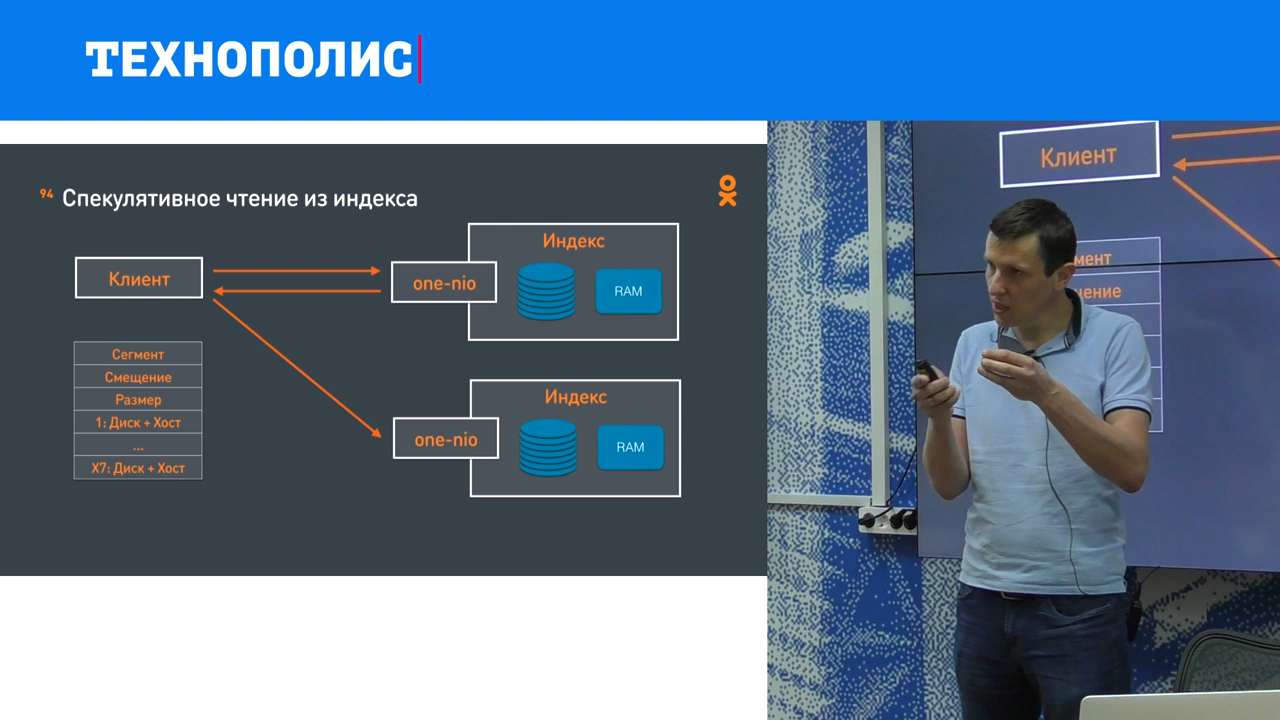 ТЕХНОПОЛИС
94 Спекулятивное чтение из индекса
Клиент
Индекс
one-nio
RAM
Сегмент
Смещение
Размер
1: Диск + Хост
...
X7: Диск + Хост
Индекс
one-nio
RAM
Клиент
мент
щение